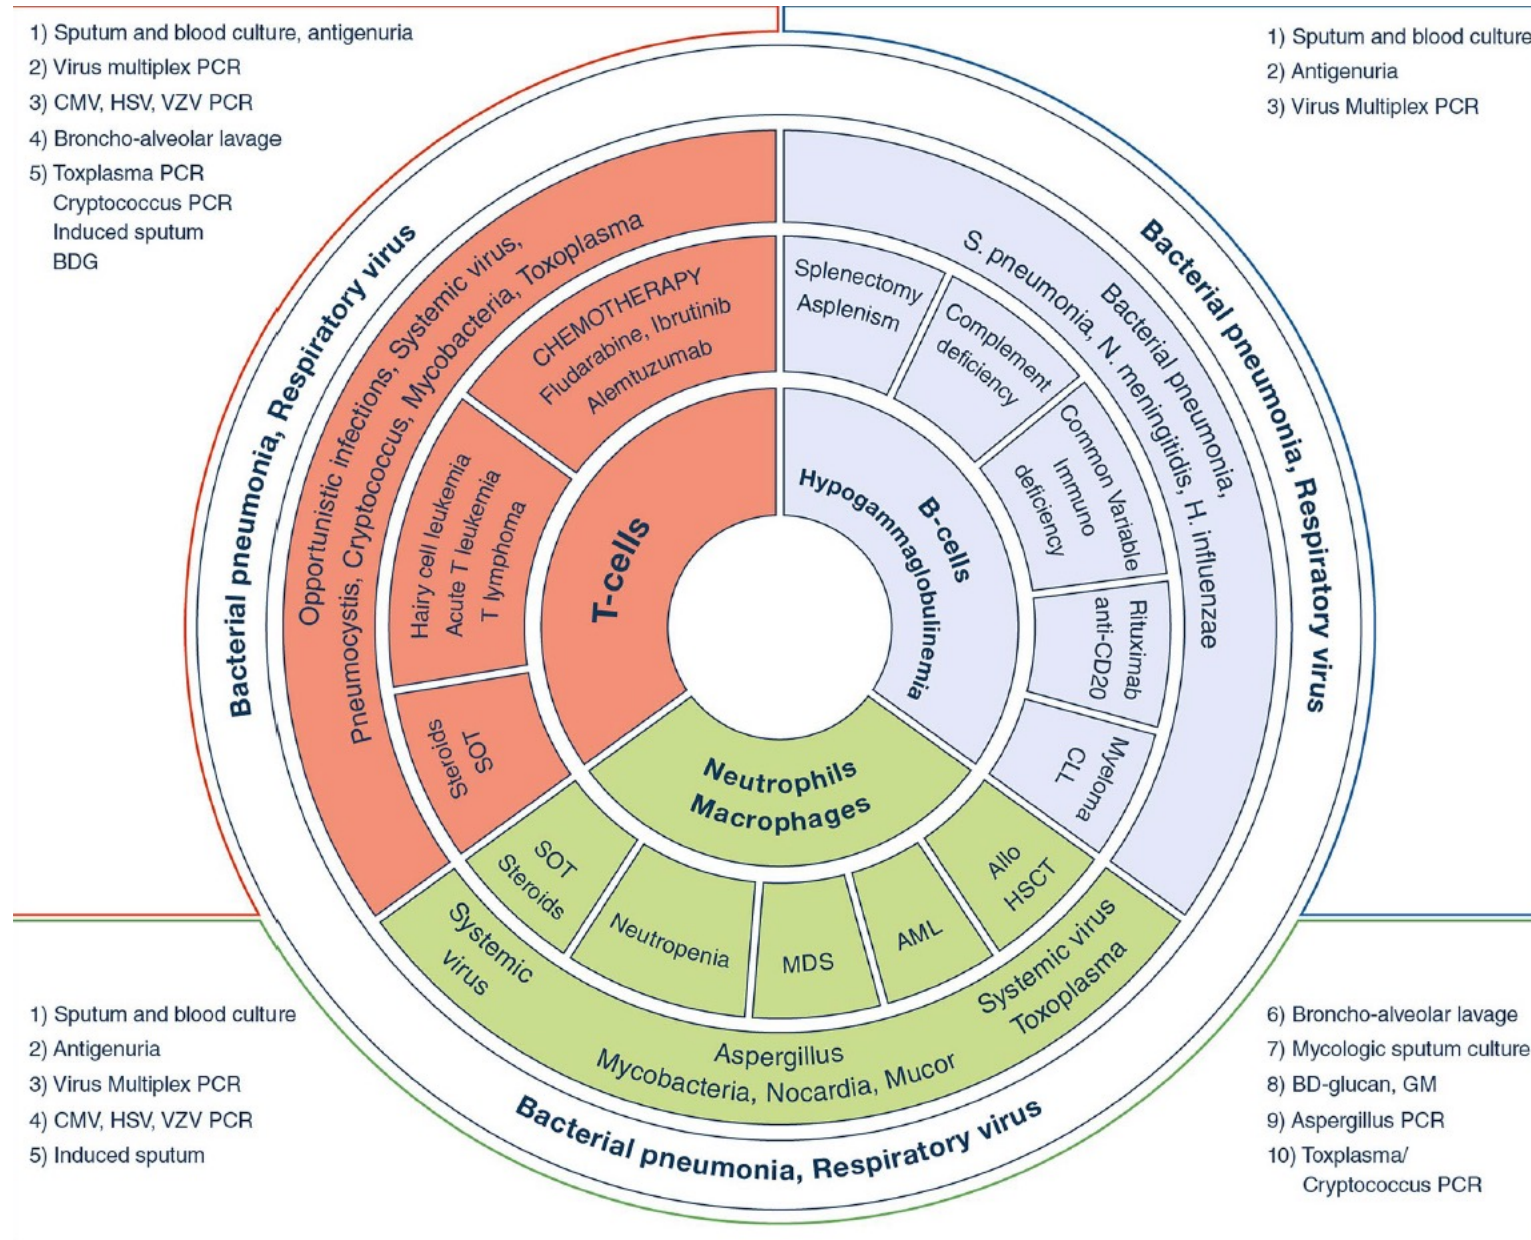 1) Sputum and blood culture, antigenuria
2) Virus multiplex PCR
3) CMV, HSV, VZV PCR
4) Broncho-alveolar lavage
5) Toxplasma PCR
Cryptococcus PCR
Induced sputum
BDG
1) Sputum and blood culture
2) Antigenuria
3) Virus Multiplex PCR
Bacterial pneumonia, Respiratory virus
Opportunistic infections, Systemic virus,
Pneumocystis, Cryptococcus, Mycobacteria, Toxoplasma
CHEMOTHERAPY
Fludarabine, Ibrutinib
Alemtuzumab
Hairy cell leukemia
Acute T leukemia
T lymphoma
Steroids
SOT
T-cells
Bacterial pneumonia, Respiratory virus
Bacterial pneumonia,
S. pneumonia, N. meningitidis, H. influenzae
Splenectomy
Asplenism
Complement
deficiency
Common Variable
Immuno
deficiency
Rituximab
anti-CD20
Myeloma
CLL
B-cells
Hypogammaglobulinemia
Neutrophils
Macrophages
SOT
Steroids
Neutropenia
MDS
AML
Allo
HSCT
Systemic
virus
Aspergillus
Mycobacteria, Nocardia, Mucor
Systemic virus
Toxoplasma
Bacterial pneumonia, Respiratory virus
1) Sputum and blood culture
2) Antigenuria
3) Virus Multiplex PCR
4) CMV, HSV, VZV PCR
5) Induced sputum
6) Broncho-alveolar lavage
7) Mycologic sputum culture
8) BD-glucan, GM
9) Aspergillus PCR
10) Toxplasma/
Cryptococcus PCR